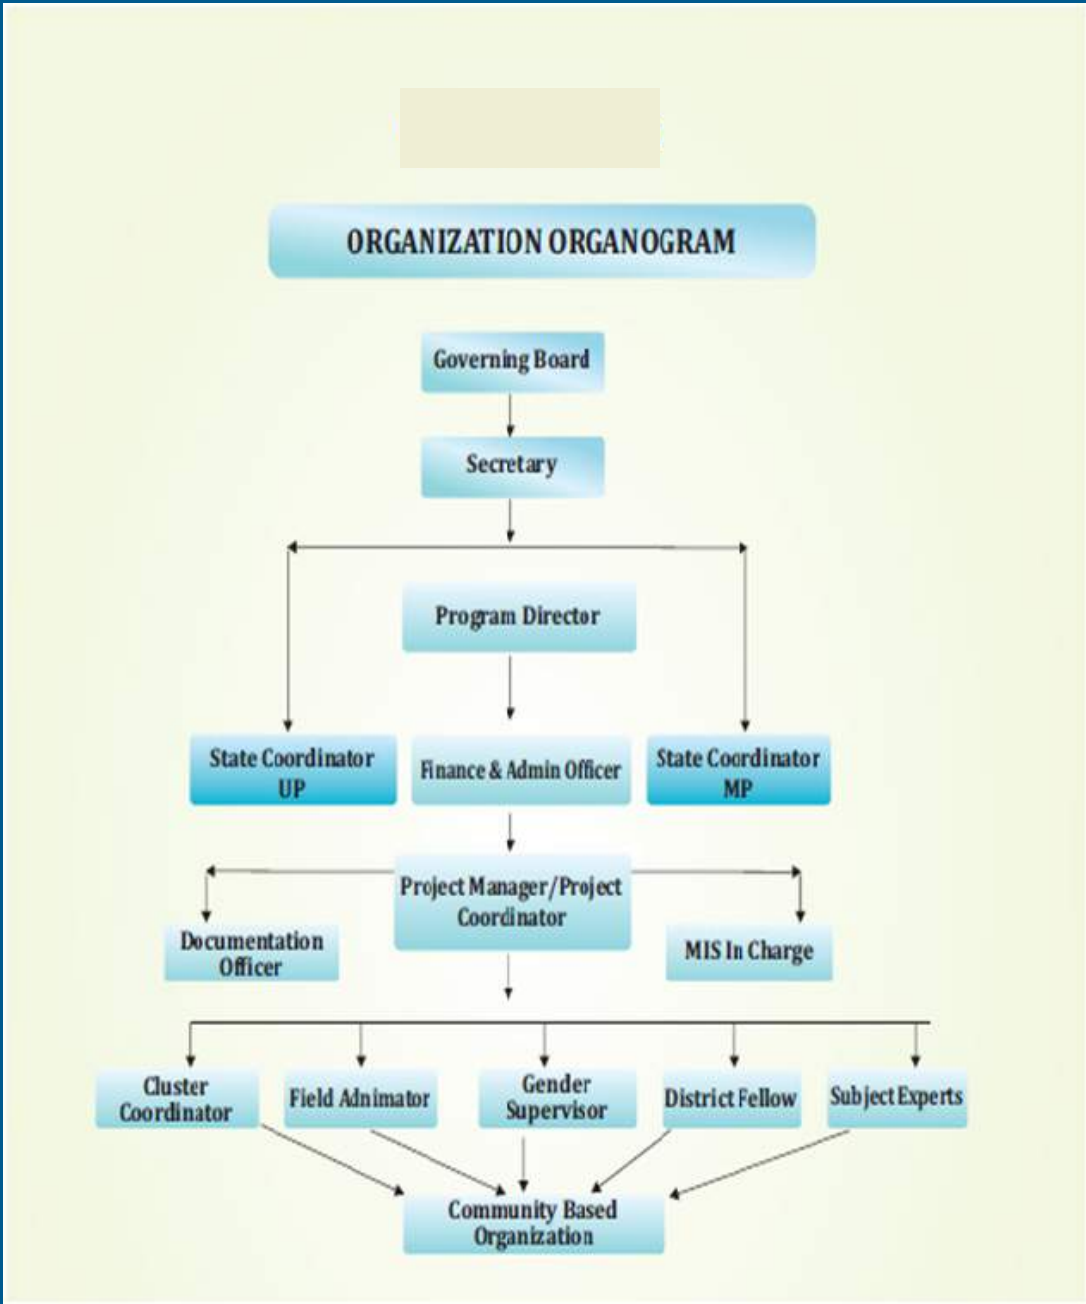 ORGANIZATION ORGANOGRAM
Governing Board
Secretary
Program Director
State Coordinator
UP
Finance & Admin Officer
State Coordinator
MP
Project Manager/Project
Coordinator
Documentation
Officer
MIS In Charge
Cluster
Coordinator
Field Adnimator
Gender
Supervisor
District Fellow
Subject Experts
Community Based
Organization